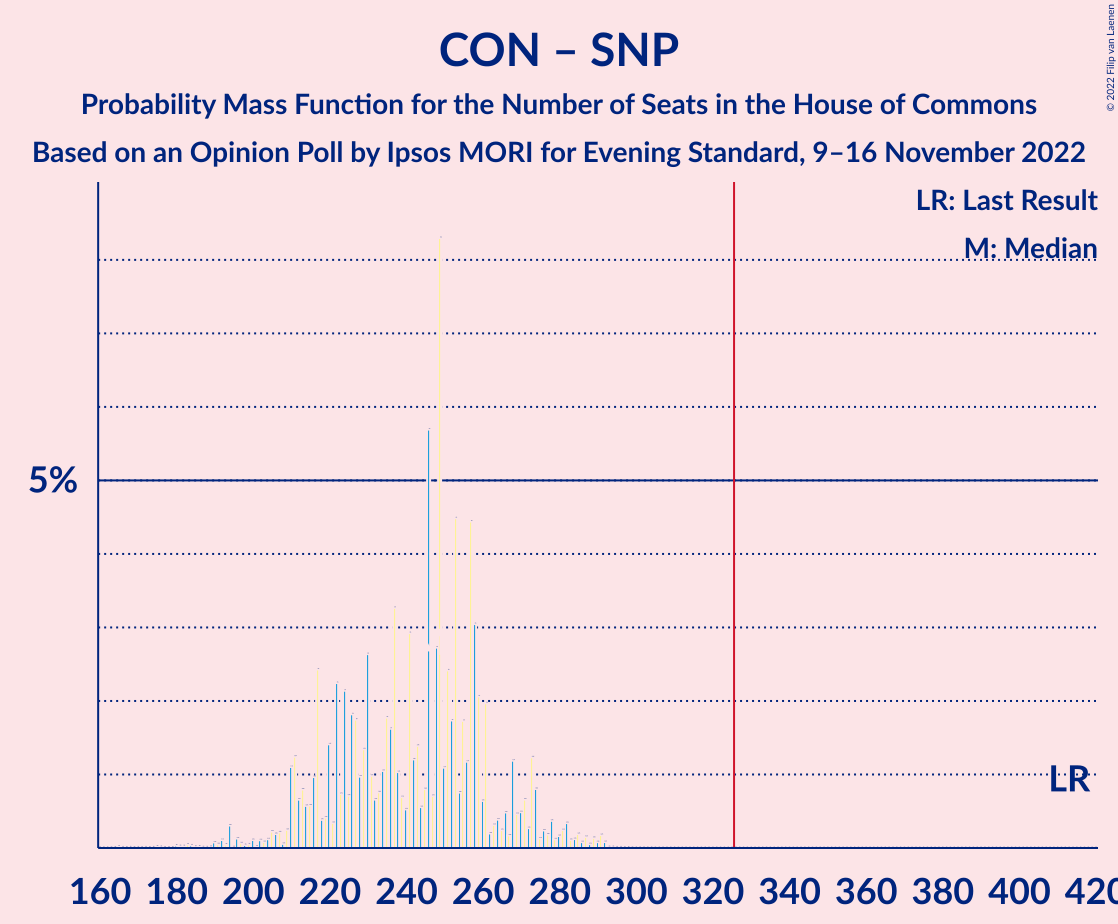 CON – SNP
Probability Mass Function for the Number of Seats in the House of Commons
Based on an Opinion Poll by Ipsos MORI for Evening Standard, 9–16 November 2022
© 2022 Filip van Laenen
LR: Last Result
M: Median
5%
LR
160 180 200 220 240 260 280 300 320 340 360 380 400 420